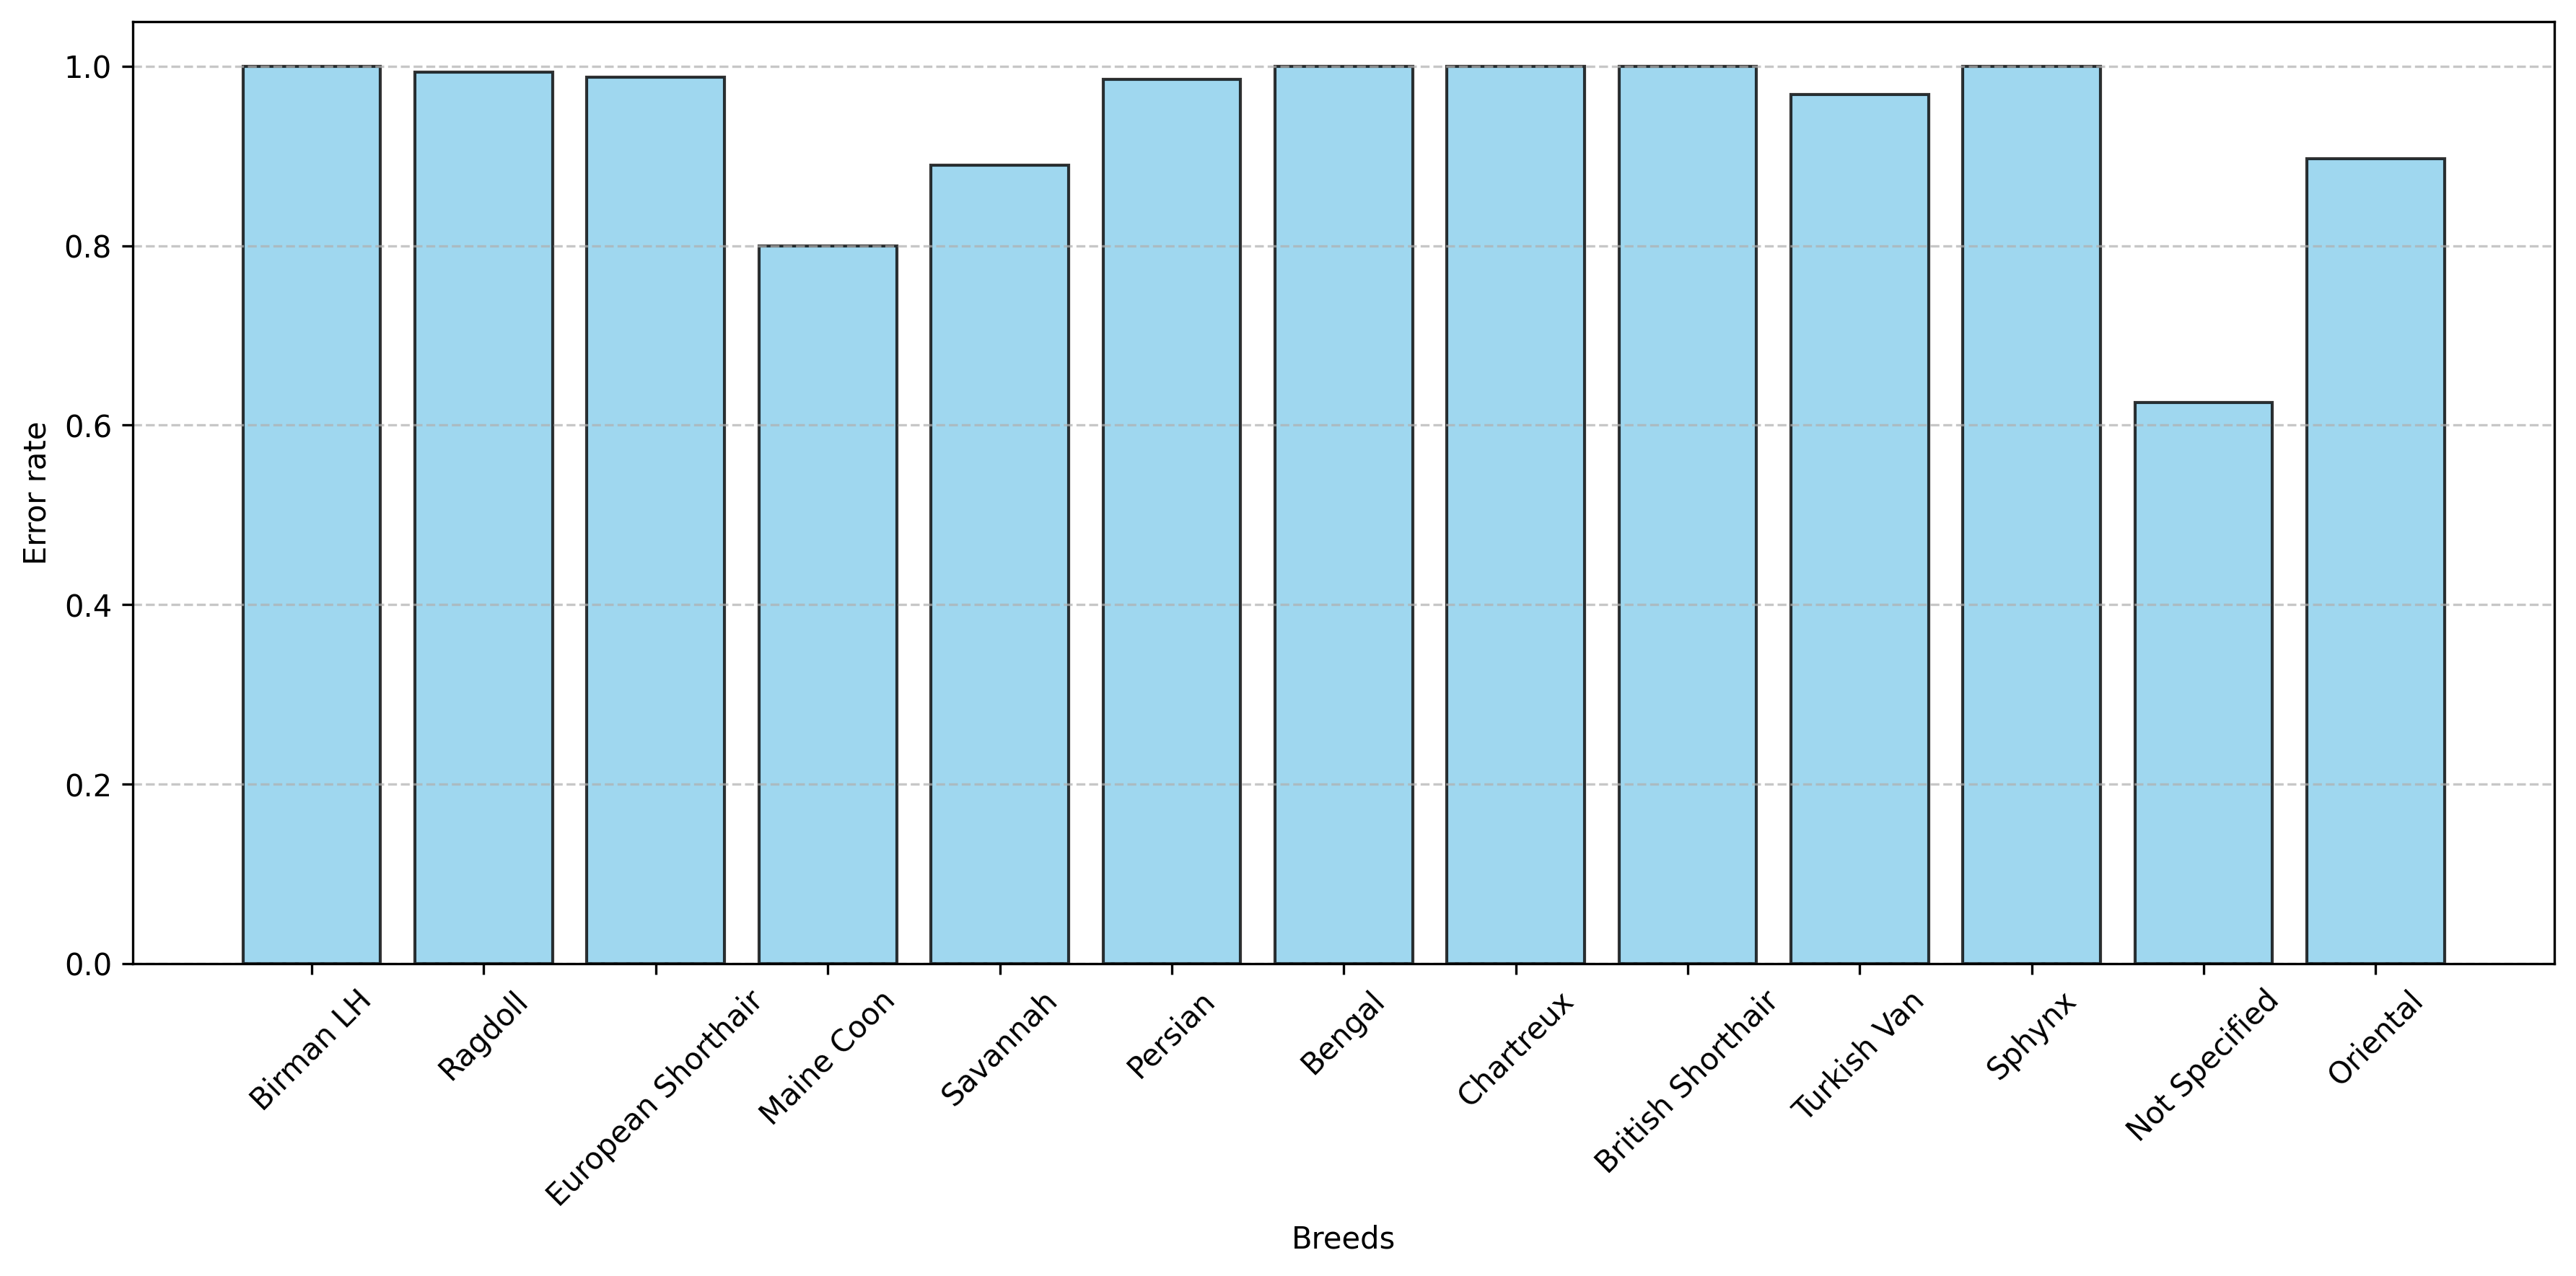 Error rate
1.0
0.8
0.6
0.4
0.2
0.0
Birman LH
Ragdoll
European Shorthair
Maine Coon
Savannah
Persian
Bengal
Chartreux
British Shorthair
Turkish Van
Sphynx
Not Specified
Oriental
Breeds